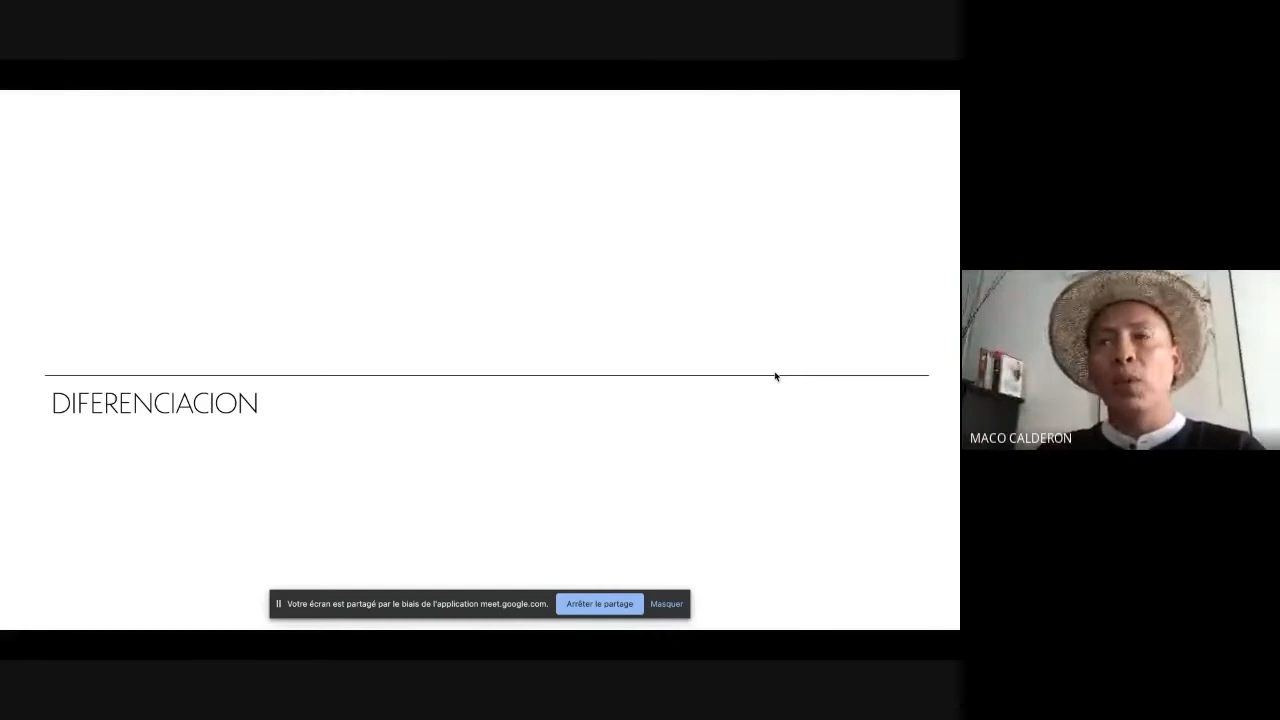 DIFERENCIACION
MACO CALDERON
Votre écran est partagé par le biais de l'application meet.google.com. Arrêter le partage Masquer